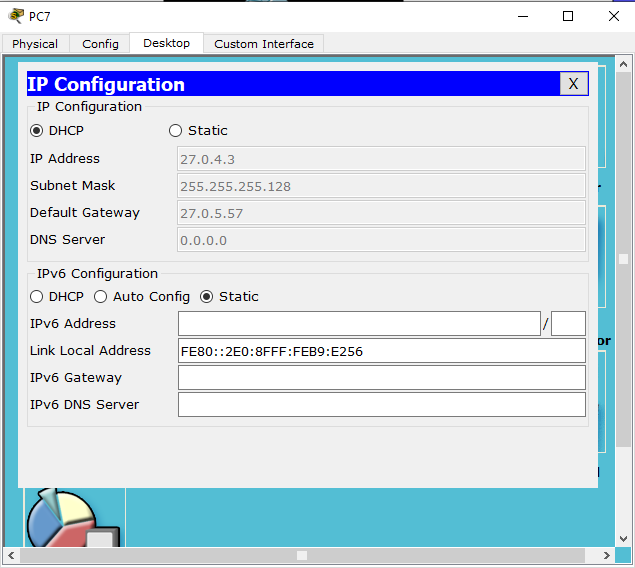 PC7
Physical Config Desktop Custom Interface
IP Configuration X
IP Configuration
DHCP Static
IP Address 27.0.4.3
Subnet Mask 255.255.255.128
Default Gateway 27.0.5.57
DNS Server 0.0.0.0
IPv6 Configuration
DHCP Auto Config Static
IPv6 Address /
Link Local Address FE80::2E0:8FFF:FEB9:E256
IPv6 Gateway
IPv6 DNS Server